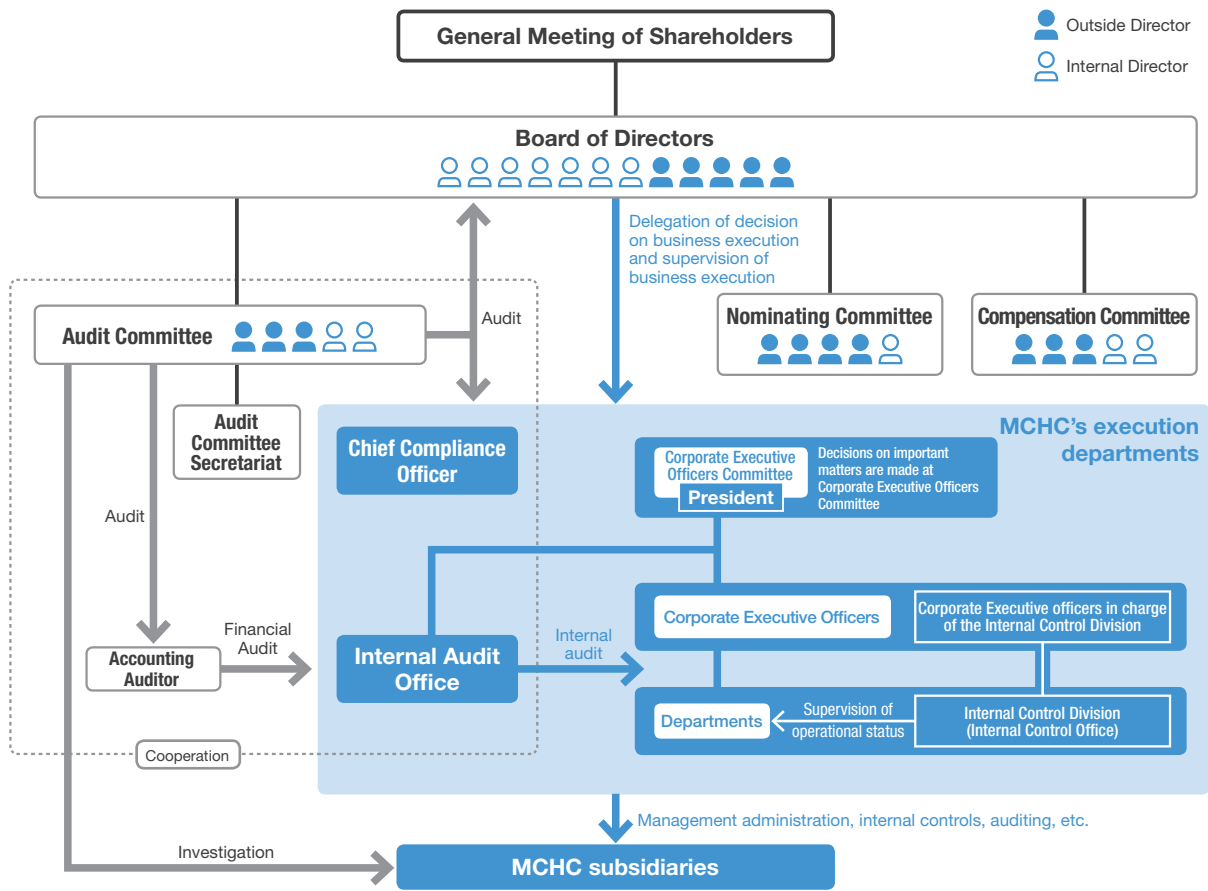 General Meeting of Shareholders
Outside Director
Internal Director
Board of Directors
Delegation of decision
on business execution
and supervision of
business execution
Audit Committee
Audit
Nominating Committee
Compensation Committee
Audit
Committee
Secretariat
Chief Compliance
Officer
MCHC’s execution
departments
Corporate Executive
Officers Committee
President
Decisions on important
matters are made at
Corporate Executive Officers
Committee
Audit
Corporate Executive Officers
Corporate Executive officers in charge
of the Internal Control Division
Accounting
Auditor
Financial
Audit
Internal Audit
Office
Internal
audit
Departments
Supervision of
operational status
Internal Control Division
(Internal Control Office)
Cooperation
Management administration, internal controls, auditing, etc.
Investigation
MCHC subsidiaries